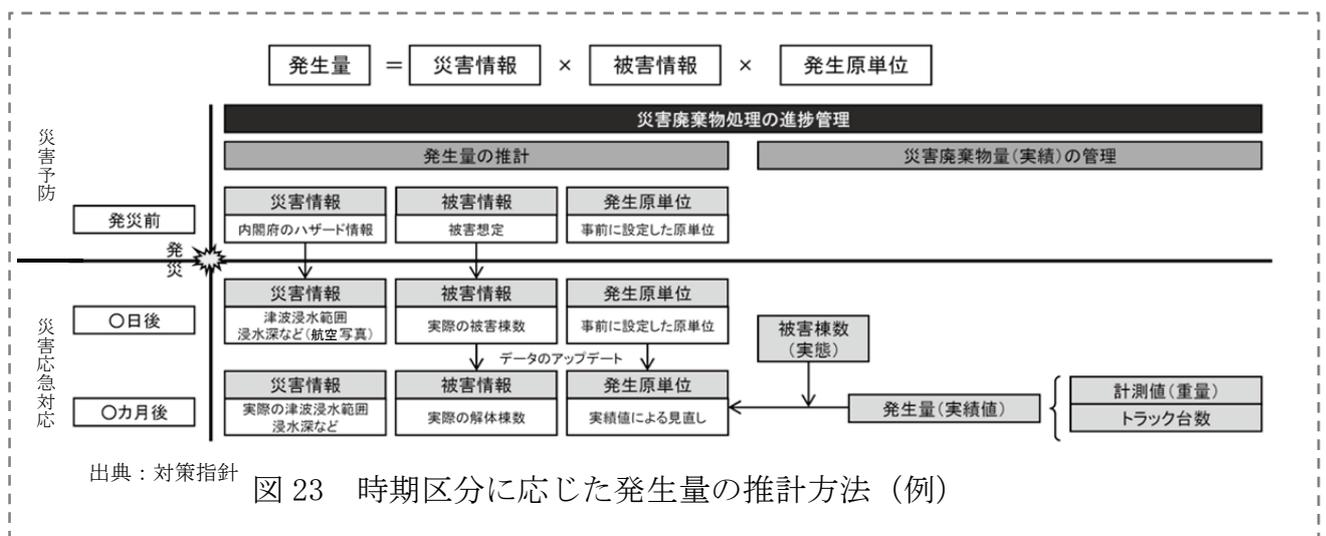 発生量 = 災害情報 × 被害情報 × 発生原単位
災害廃棄物処理の進捗管理
発生量の推計
災害廃棄物量(実績)の管理
災害予防
発災前
災害情報
内閣府のハザード情報
被害情報
被害想定
発生原単位
事前に設定した原単位
発災
災害応急対応
〇日後
災害情報
津波浸水範囲
浸水深など(航空写真)
被害情報
実際の被害棟数
発生原単位
事前に設定した原単位
被害棟数
(実態)
データのアップデート
〇カ月後
災害情報
実際の津波浸水範囲
浸水深など
被害情報
実際の解体棟数
発生原単位
実績値による見直し
発生量(実績値)
計測値(重量)
トラック台数
出典:対策指針
図 23 時期区分に応じた発生量の推計方法(例)